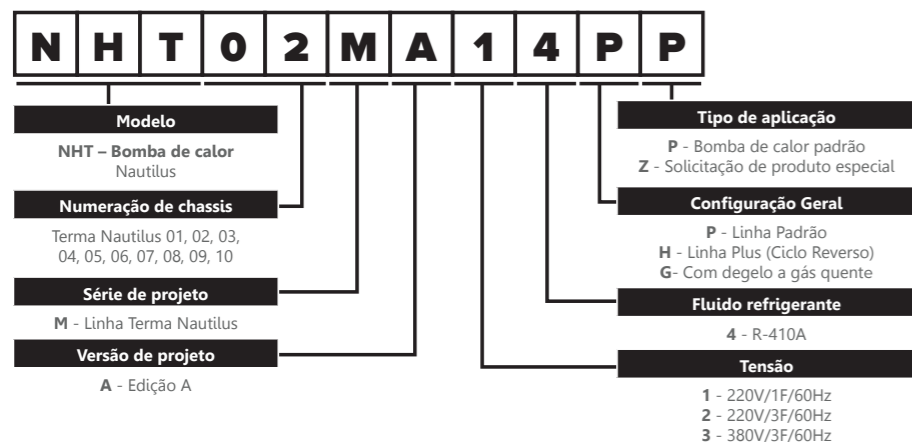 N H T 0 2 M A 1 4 P P
Modelo
NHT – Bomba de calor
Nautilus
Numeração de chassis
Terma Nautilus 01, 02, 03,
04, 05, 06, 07, 08, 09, 10
Série de projeto
M - Linha Terma Nautilus
Versão de projeto
A - Edição A
Tipo de aplicação
P - Bomba de calor padrão
Z - Solicitação de produto especial
Configuração Geral
P - Linha Padrão
H - Linha Plus (Ciclo Reverso)
G- Com degelo a gás quente
Fluido refrigerante
4 - R-410A
Tensão
1 - 220V/1F/60Hz
2 - 220V/3F/60Hz
3 - 380V/3F/60Hz